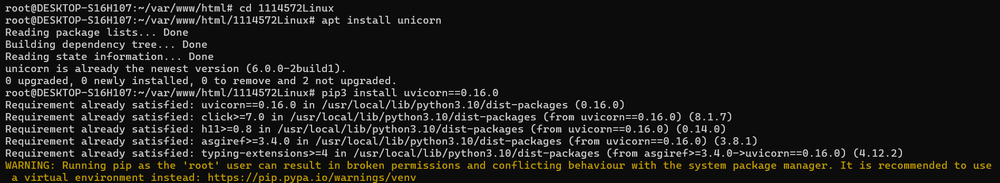 root@DESKTOP-S16H107:~/var/www/html# cd 1114572Linux
root@DESKTOP-S16H107:~/var/www/html/1114572Linux# apt install unicorn
Reading package lists... Done
Building dependency tree... Done
Reading state information... Done
unicorn is already the newest version (6.0.0-2build1).
0 upgraded, 0 newly installed, 0 to remove and 2 not upgraded.
root@DESKTOP-S16H107:~/var/www/html/1114572Linux# pip3 install uvicorn==0.16.0
Requirement already satisfied: uvicorn==0.16.0 in /usr/local/lib/python3.10/dist-packages (0.16.0)
Requirement already satisfied: click>=7.0 in /usr/local/lib/python3.10/dist-packages (from uvicorn==0.16.0) (8.1.7)
Requirement already satisfied: h11>=0.8 in /usr/local/lib/python3.10/dist-packages (from uvicorn==0.16.0) (0.14.0)
Requirement already satisfied: asgiref>=3.4.0 in /usr/local/lib/python3.10/dist-packages (from uvicorn==0.16.0) (3.8.1)
Requirement already satisfied: typing-extensions>=4 in /usr/local/lib/python3.10/dist-packages (from asgiref>=3.4.0->uvicorn==0.16.0) (4.12.2)
WARNING: Running pip as the 'root' user can result in broken permissions and conflicting behaviour with the system package manager. It is recommended to use
 a virtual environment instead: https://pip.pypa.io/warnings/venv